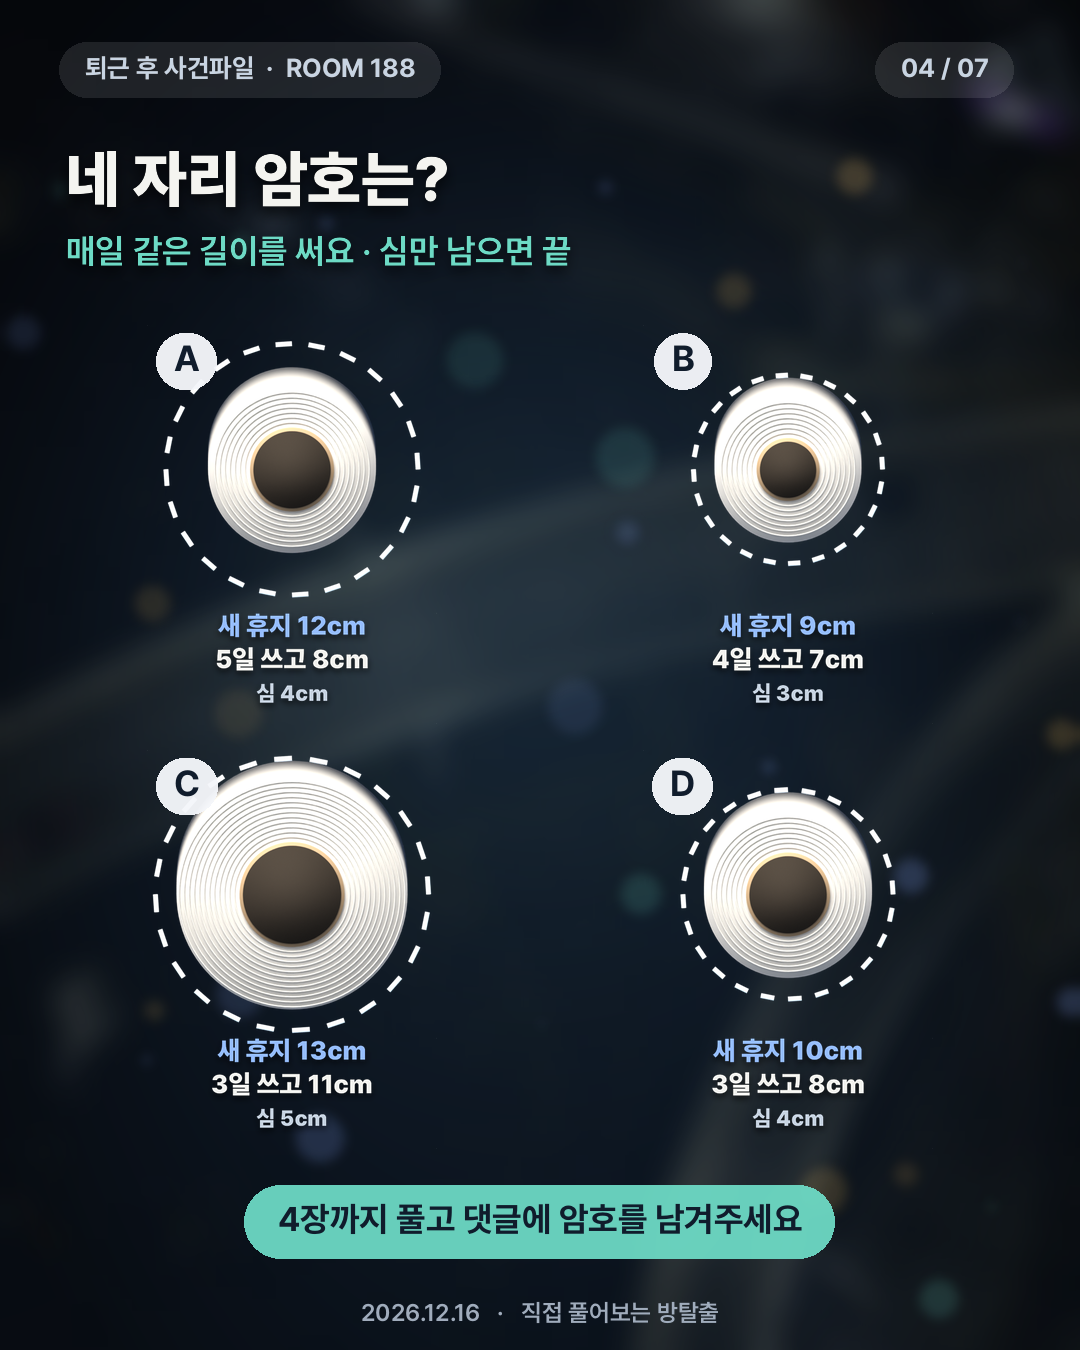 퇴근 후 사건파일 · ROOM 188
04 / 07
네 자리 암호는?
매일 같은 길이를 써요 · 심만 남으면 끝
A
새 휴지 12cm
5일 쓰고 8cm
심 4cm
B
새 휴지 9cm
4일 쓰고 7cm
심 3cm
C
새 휴지 13cm
3일 쓰고 11cm
심 5cm
D
새 휴지 10cm
3일 쓰고 8cm
심 4cm
4장까지 풀고 댓글에 암호를 남겨주세요
2026.12.16 · 직접 풀어보는 방탈출